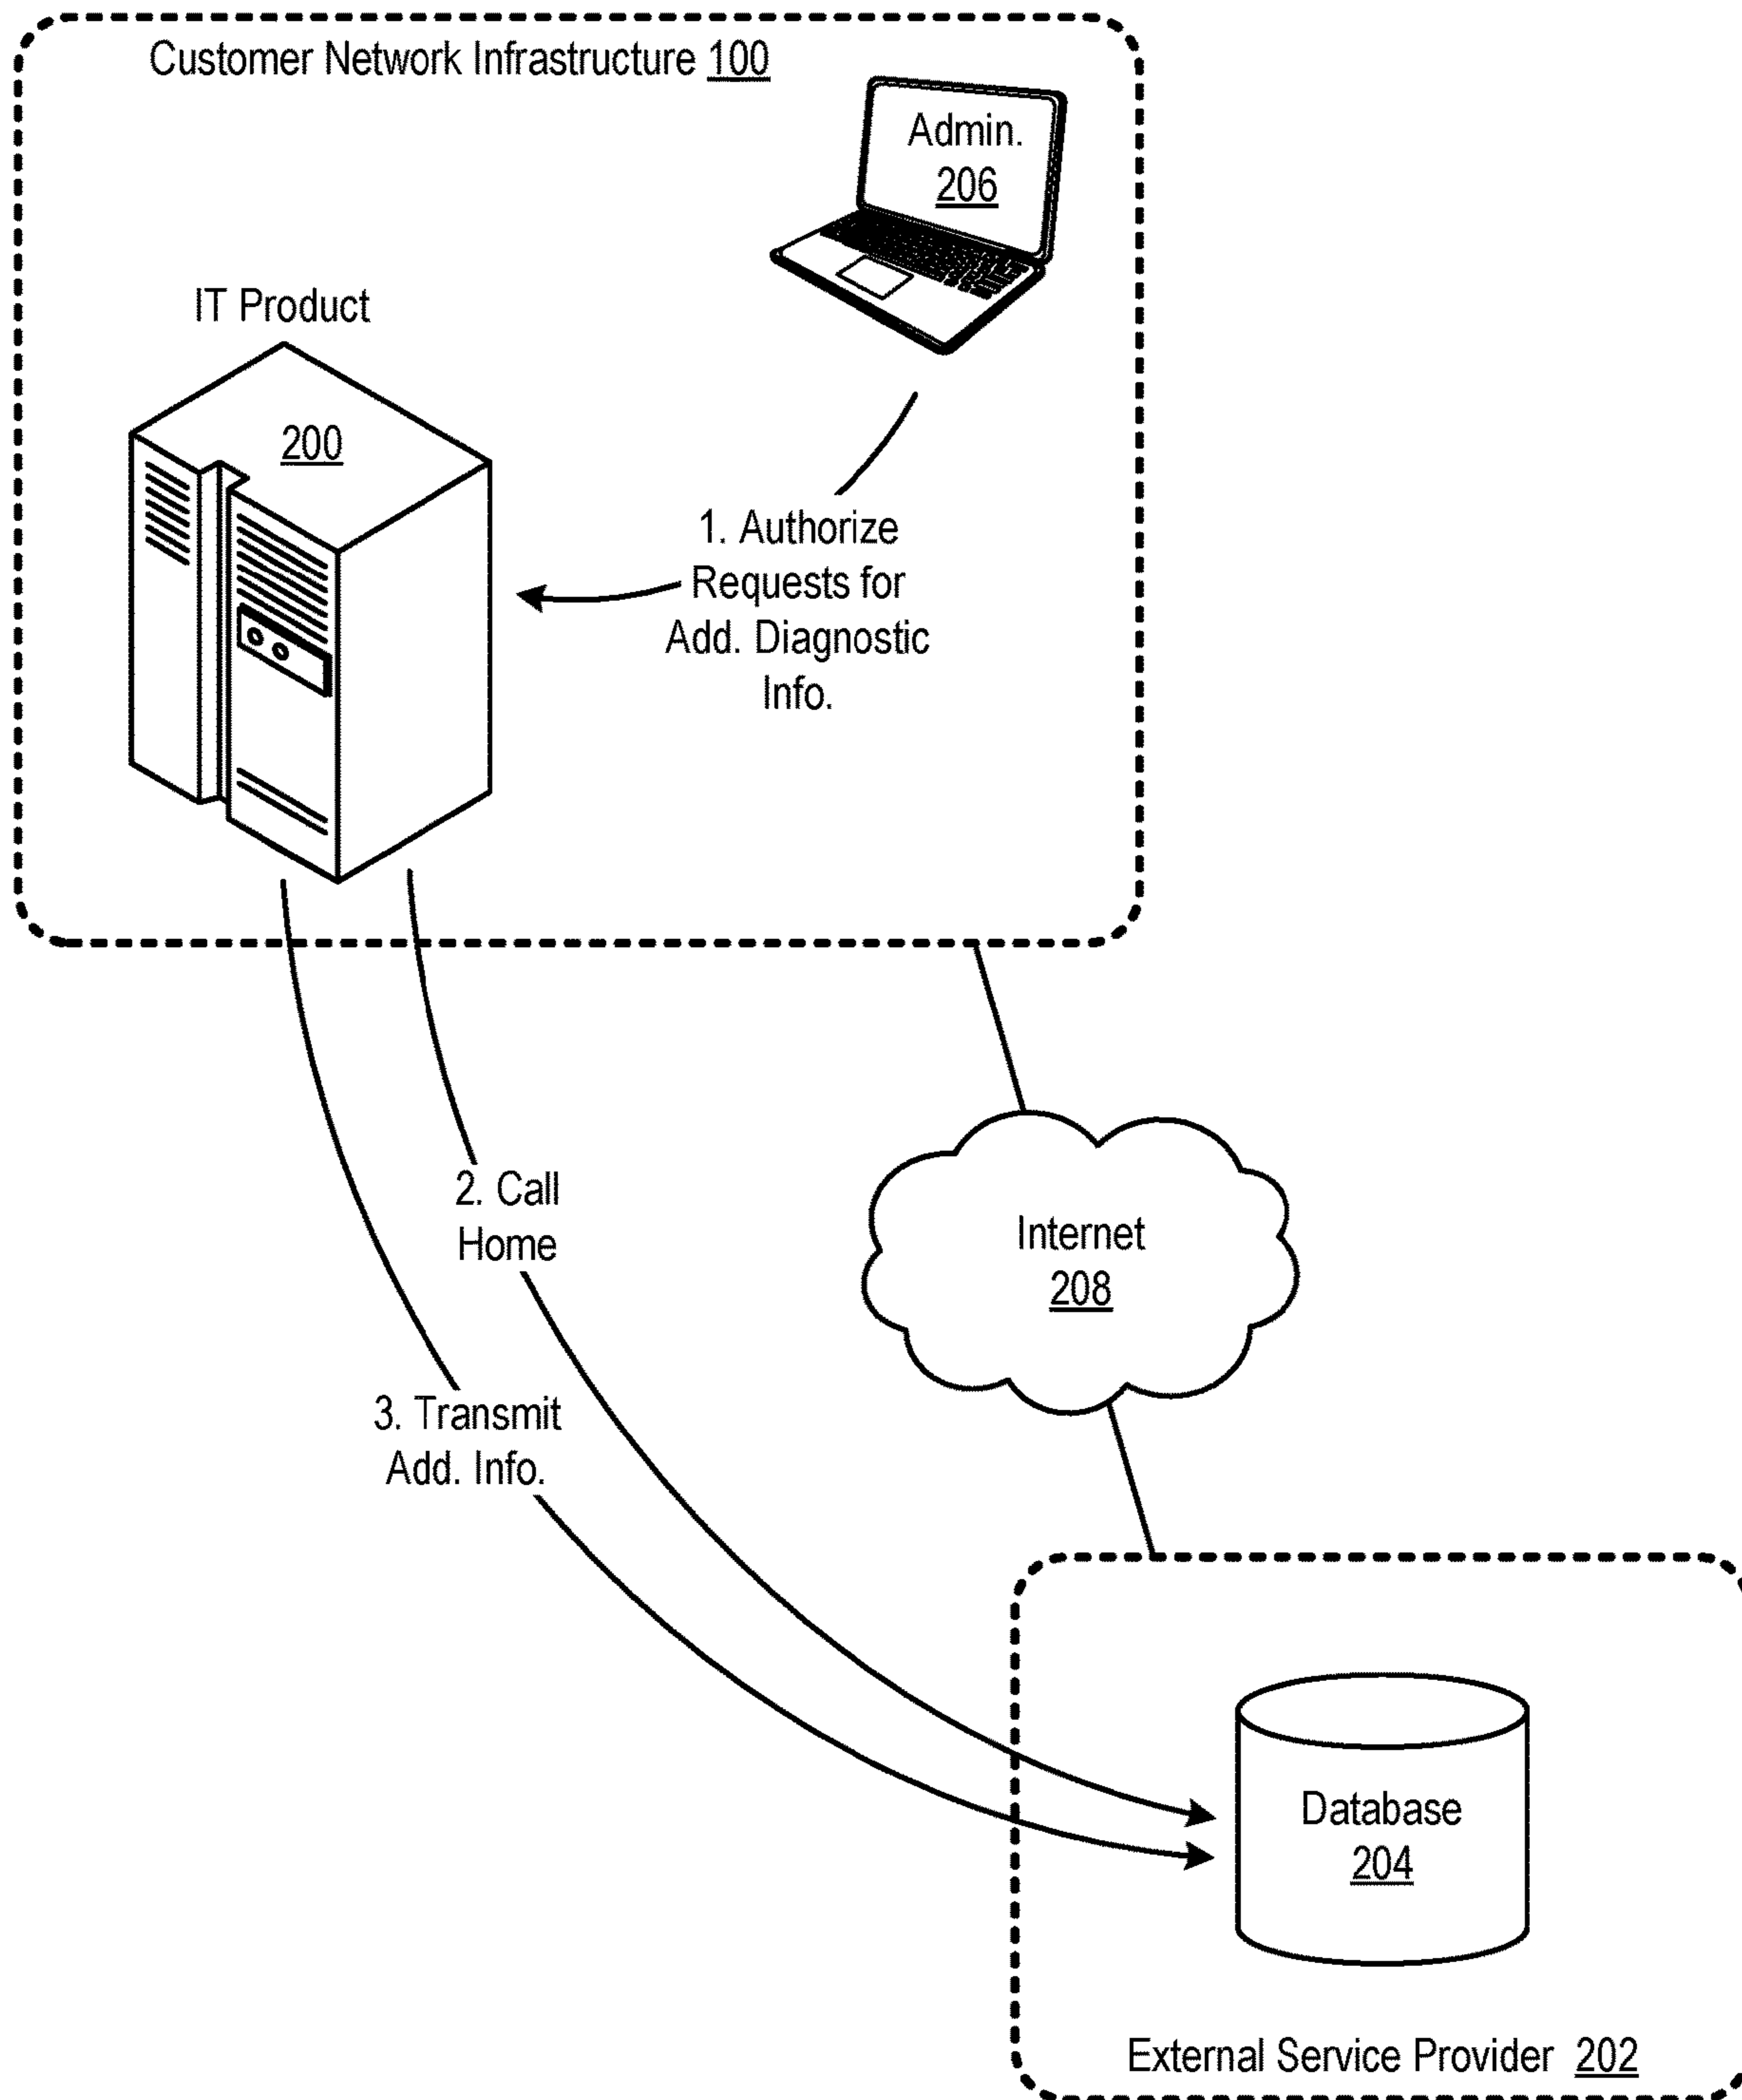 Customer Network Infrastructure 100
Admin.
206
IT Product
200
1. Authorize
Requests for
Add. Diagnostic
Info.
2. Call
Home
Internet
208
3. Transmit
Add. Info.
Database
204
External Service Provider 202